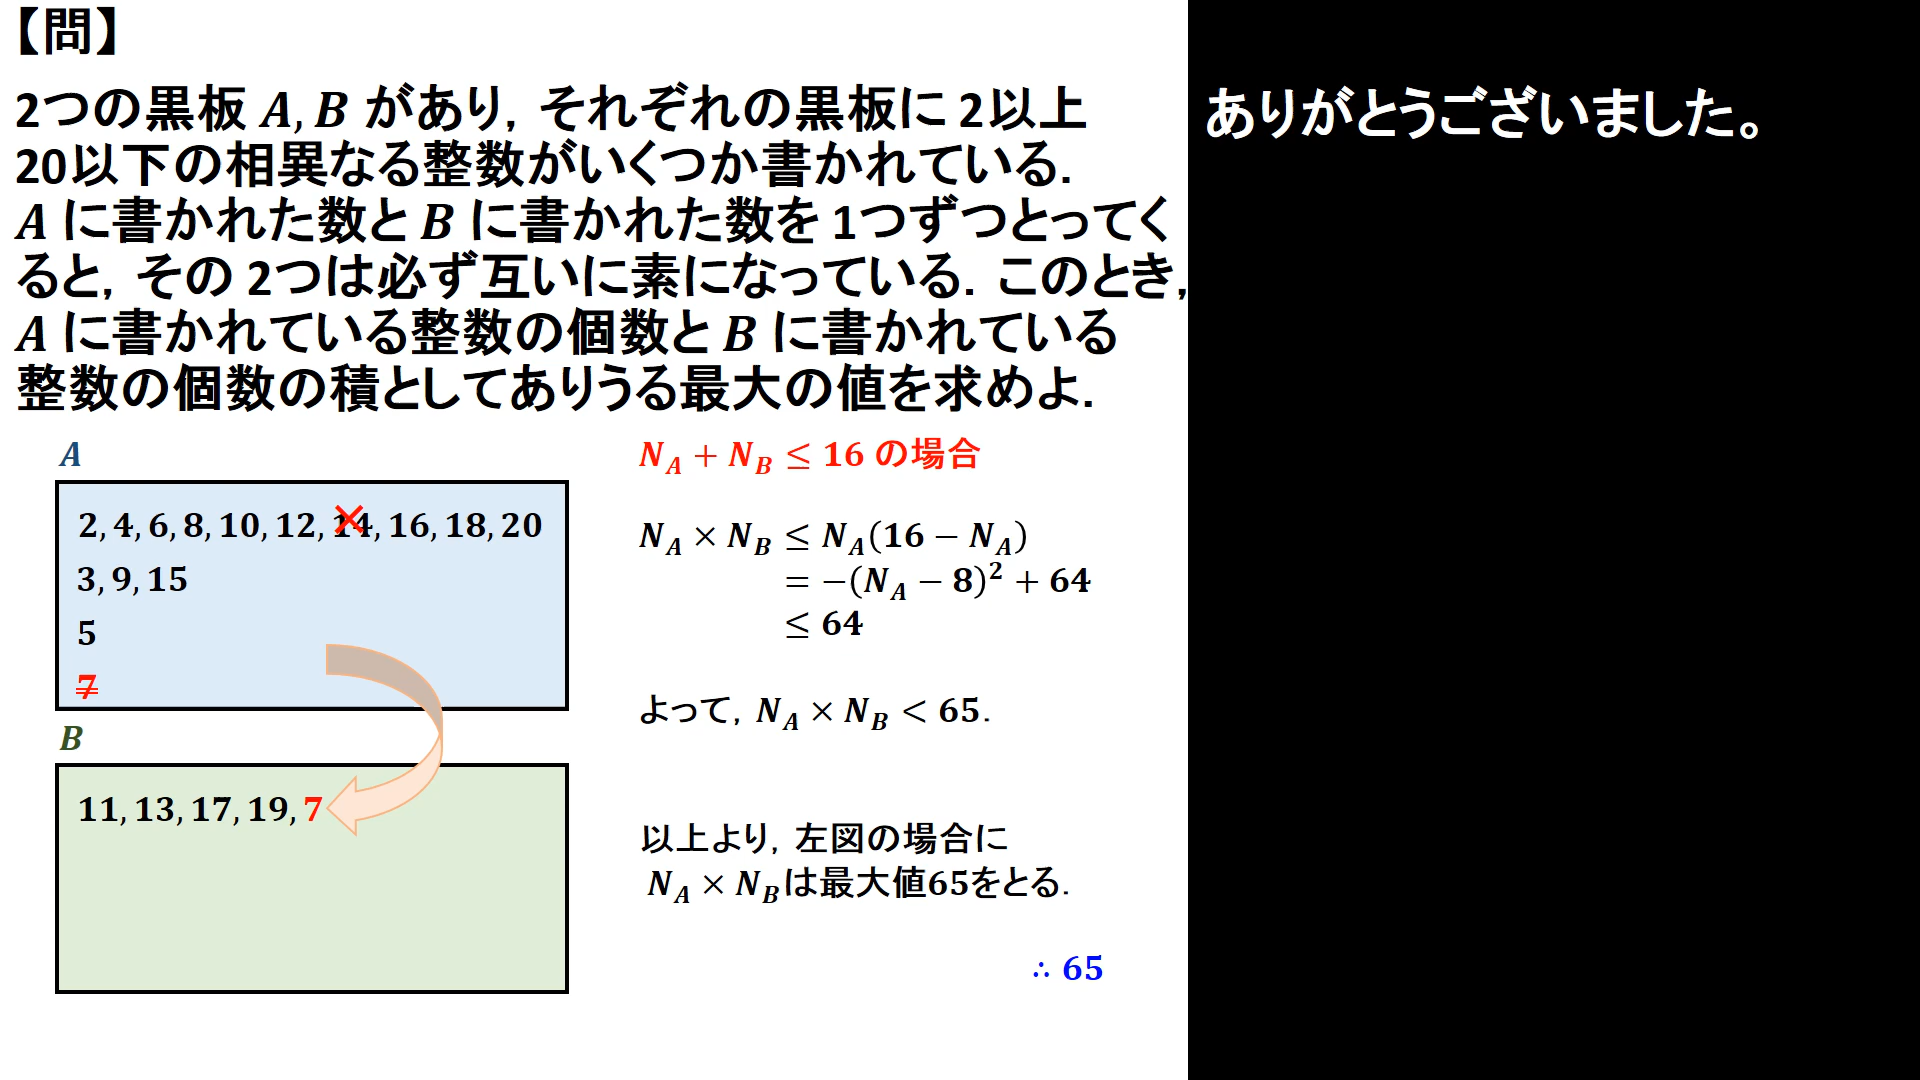 【問】
2つの黒板 A, B があり, それぞれの黒板に 2以上
20以下の相異なる整数がいくつか書かれている.
A に書かれた数と B に書かれた数を 1つずつとってく
ると, その 2つは必ず互いに素になっている. このとき,
A に書かれている整数の個数と B に書かれている
整数の個数の積としてありうる最大の値を求めよ.
A
2, 4, 6, 8, 10, 12, 14, 16, 18, 20
3, 9, 15
5
7
B
11, 13, 17, 19, 7
N_A + N_B ≤ 16 の場合
N_A × N_B ≤ N_A(16 − N_A)
= −(N_A − 8)² + 64
≤ 64
よって, N_A × N_B < 65.
以上より, 左図の場合に
N_A × N_Bは最大値65をとる.
∴ 65
ありがとうございました。